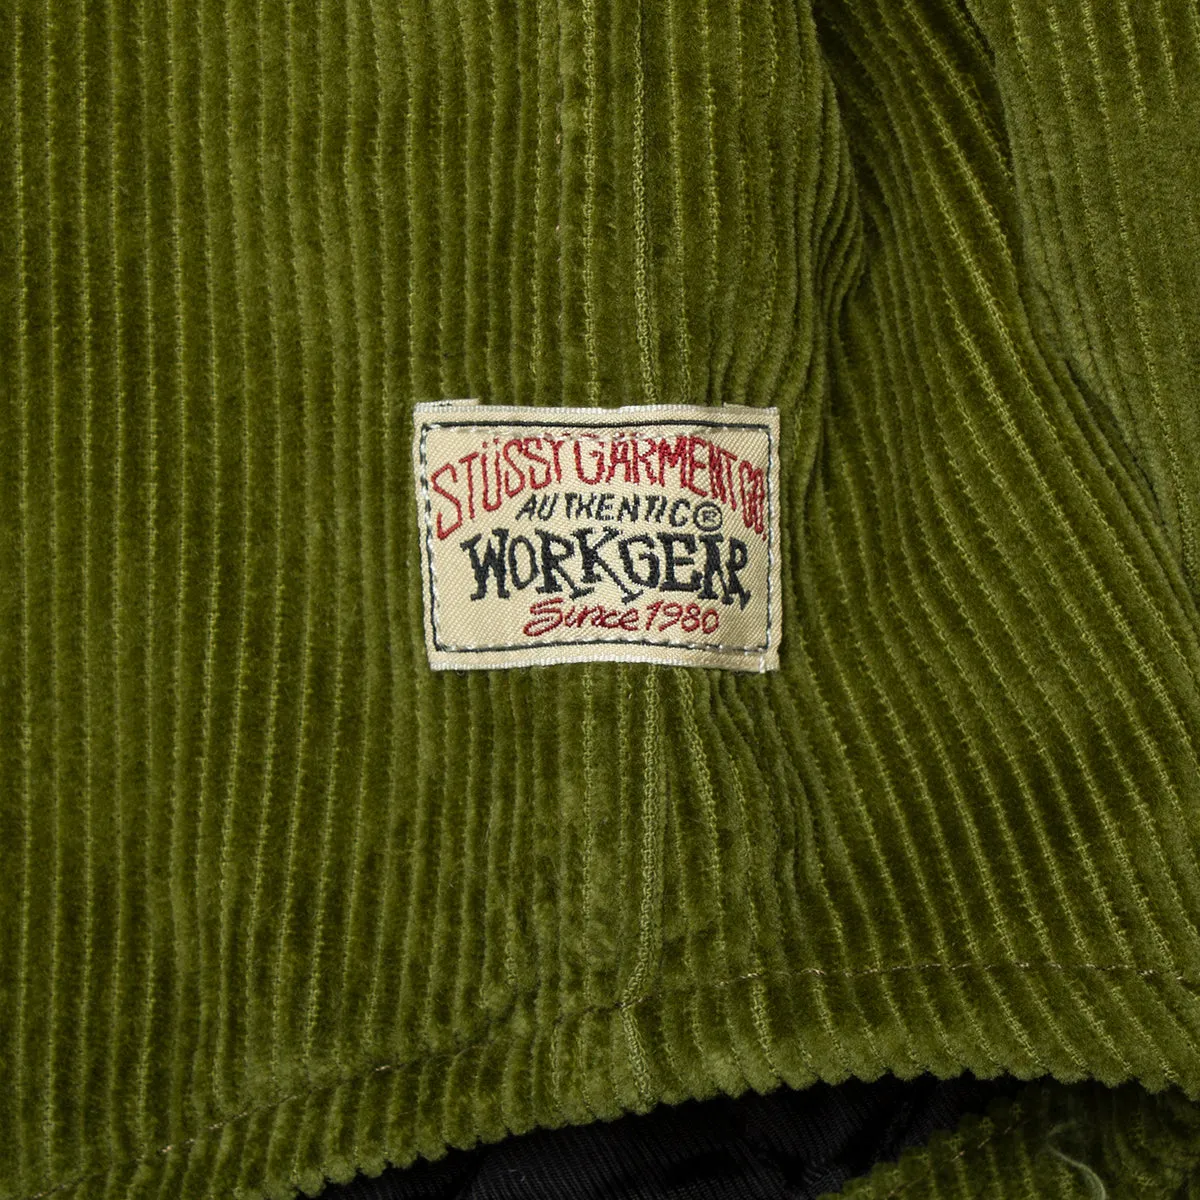 STÜSSY GARMENT CO.
AUTHENTIC®
WORKGEAR
Since 1980